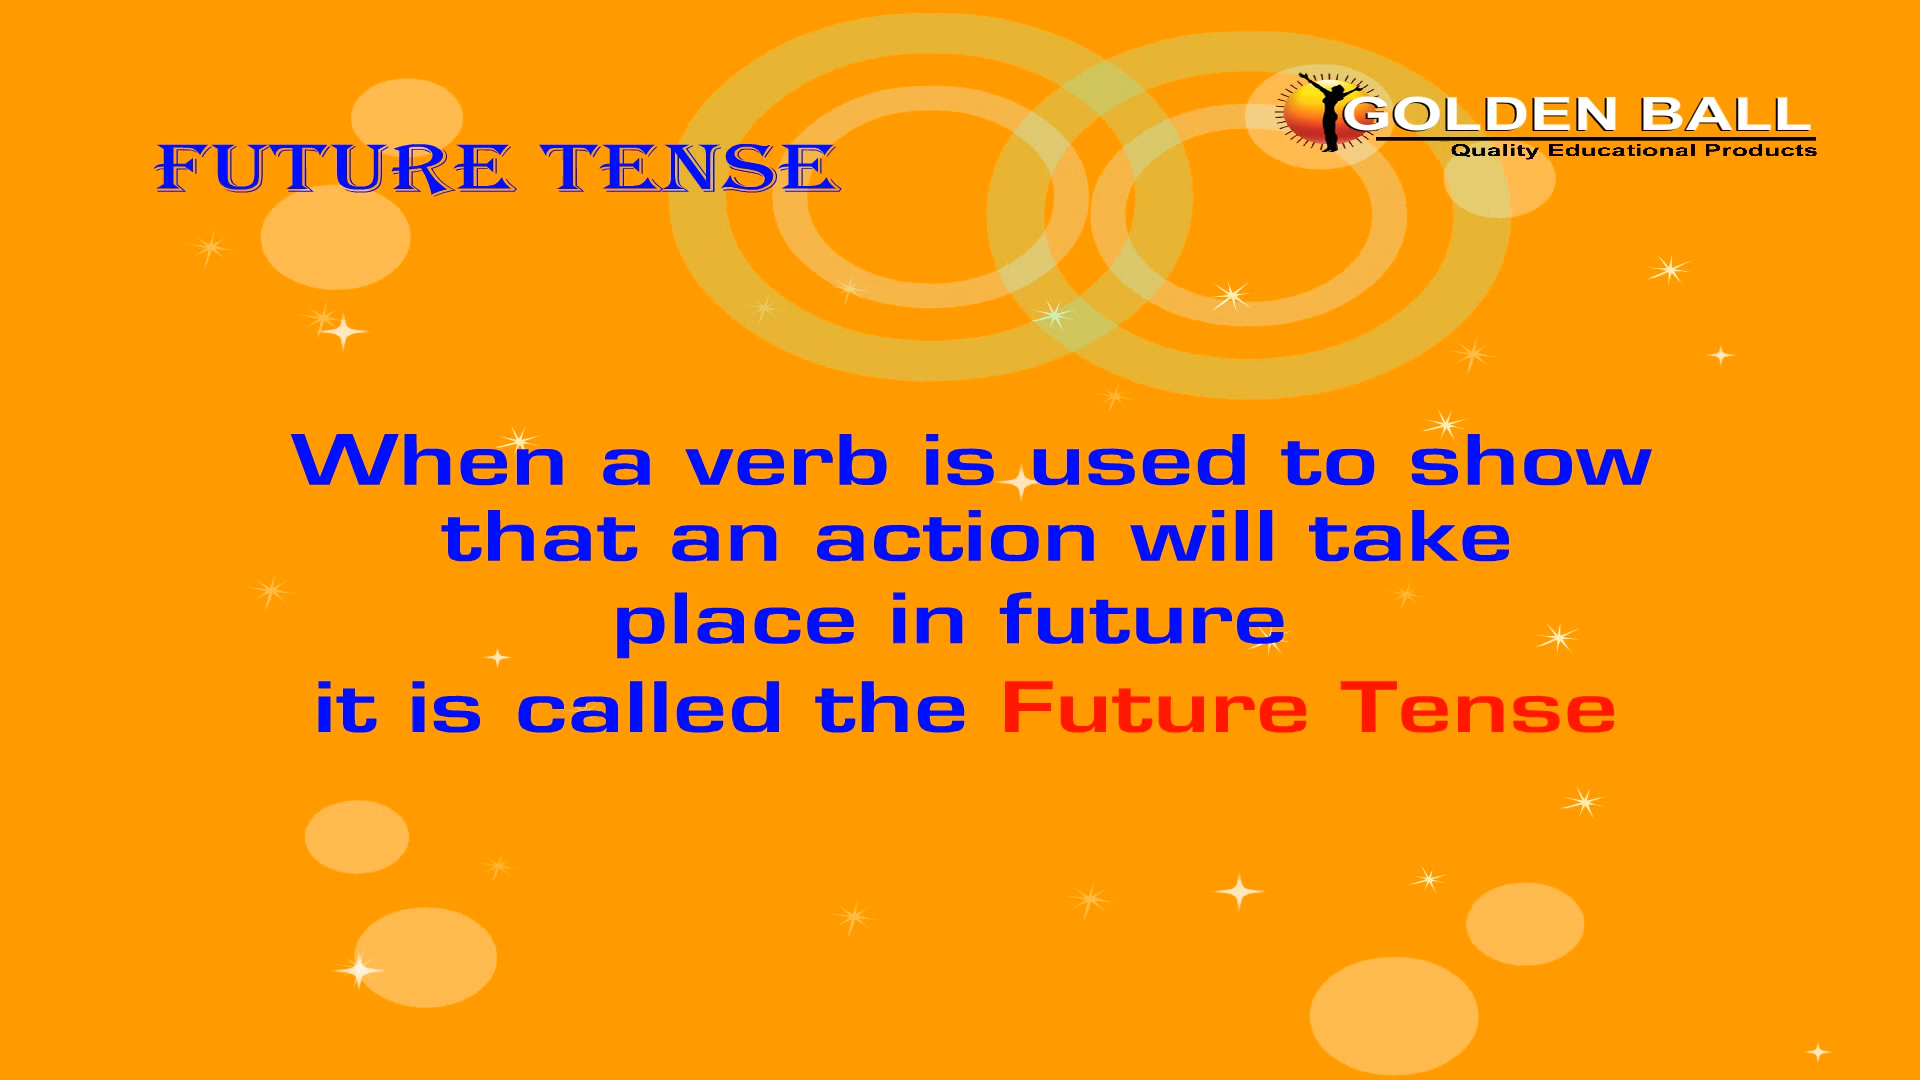 FUTURE TENSE
GOLDEN BALL
Quality Educational Products
When a verb is used to show
that an action will take
place in future
it is called the Future Tense